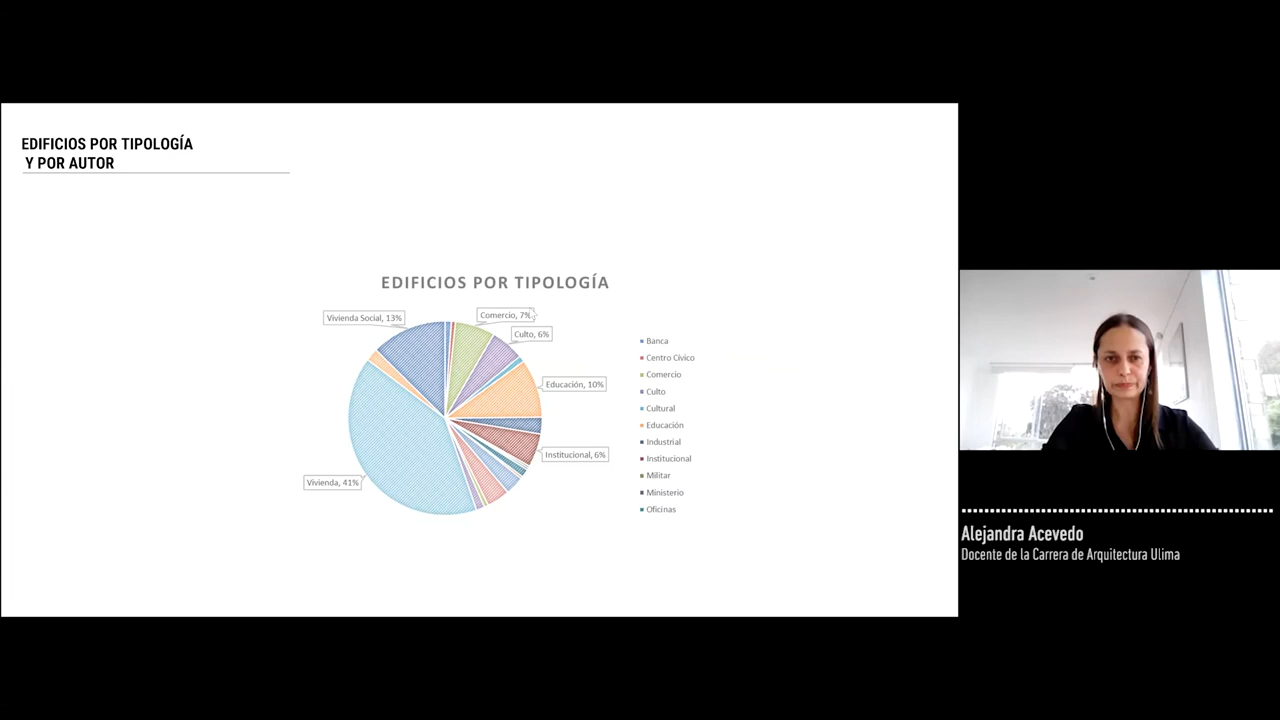 EDIFICIOS POR TIPOLOGÍA
Y POR AUTOR
EDIFICIOS POR TIPOLOGÍA
Vivienda Social, 13%
Comercio, 7%
Culto, 6%
Educación, 10%
Institucional, 6%
Vivienda, 41%
Banca
Centro Cívico
Comercio
Culto
Cultural
Educación
Industrial
Institucional
Militar
Ministerio
Oficinas
Alejandra Acevedo
Docente de la Carrera de Arquitectura Ulima